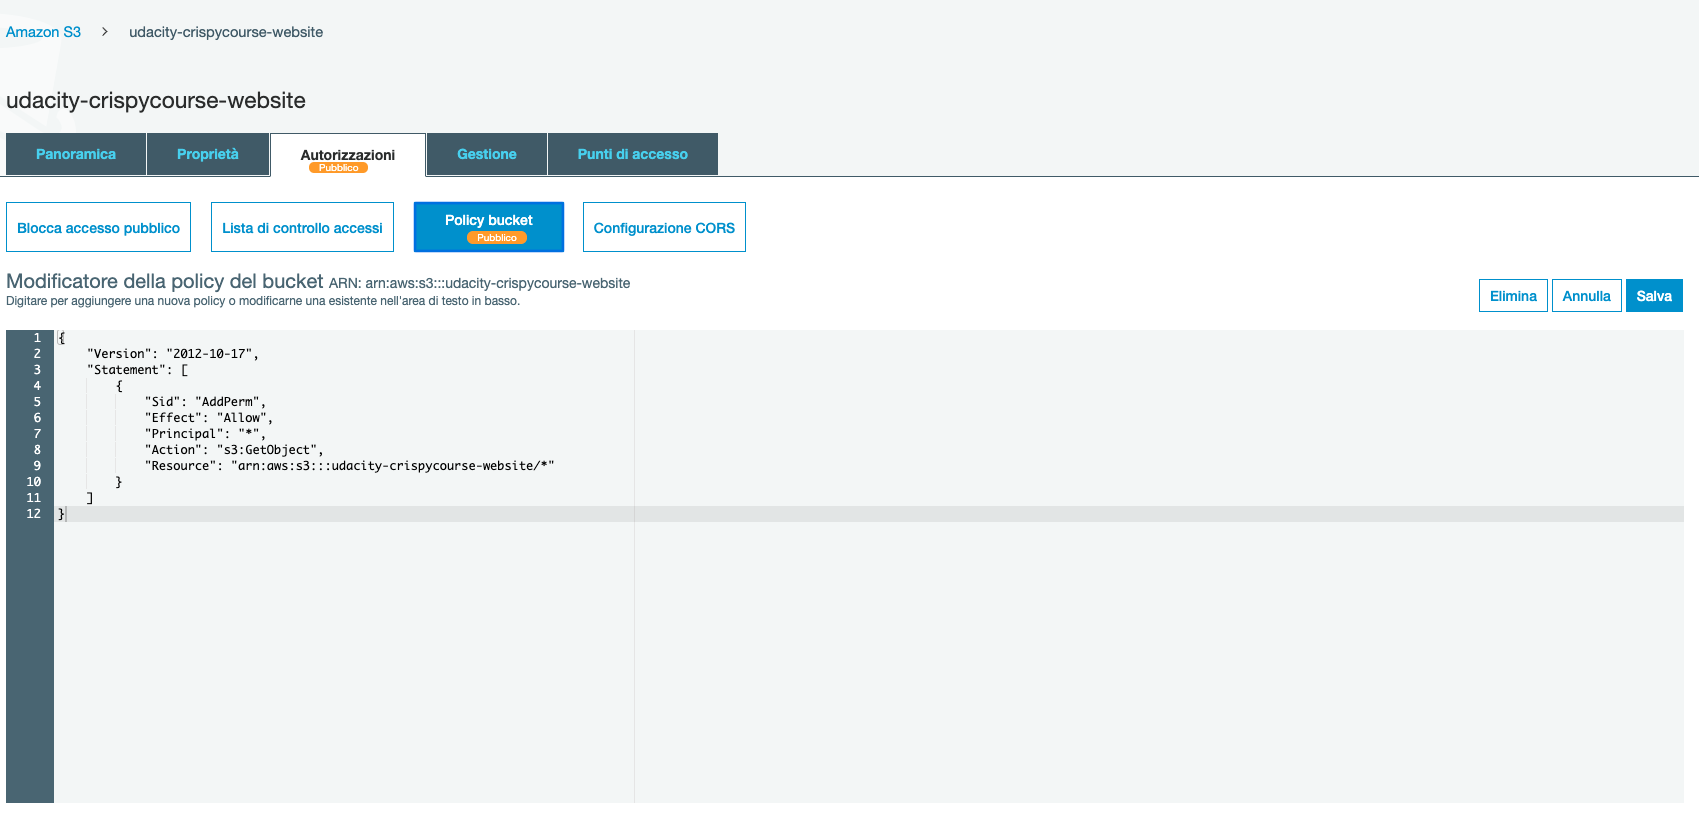 Amazon S3 > udacity-crispycourse-website
udacity-crispycourse-website
Panoramica Proprietà Autorizzazioni Gestione Punti di accesso
Pubblico
Blocca accesso pubblico Lista di controllo accessi Policy bucket Configurazione CORS
Pubblico
Modificatore della policy del bucket ARN: arn:aws:s3:::udacity-crispycourse-website
Digitare per aggiungere una nuova policy o modificarne una esistente nell'area di testo in basso.
Elimina Annulla Salva
1 {
2 "Version": "2012-10-17",
3 "Statement": [
4 {
5 "Sid": "AddPerm",
6 "Effect": "Allow",
7 "Principal": "*",
8 "Action": "s3:GetObject",
9 "Resource": "arn:aws:s3:::udacity-crispycourse-website/*"
10 }
11 ]
12 }